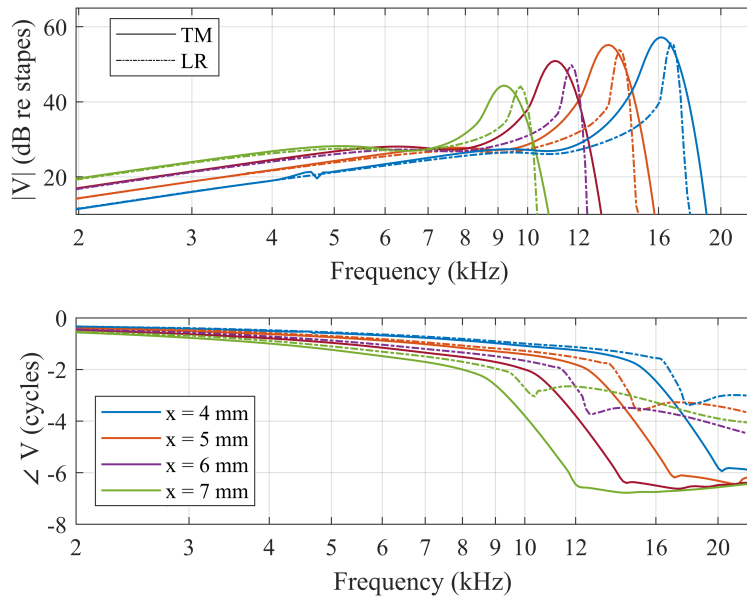 |V| (dB re stapes)
60
40
20
TM
LR
2 3 4 5 6 7 8 9 10 12 16 20
Frequency (kHz)
∠ V (cycles)
0
-2
-4
-6
-8
x = 4 mm
x = 5 mm
x = 6 mm
x = 7 mm
2 3 4 5 6 7 8 9 10 12 16 20
Frequency (kHz)